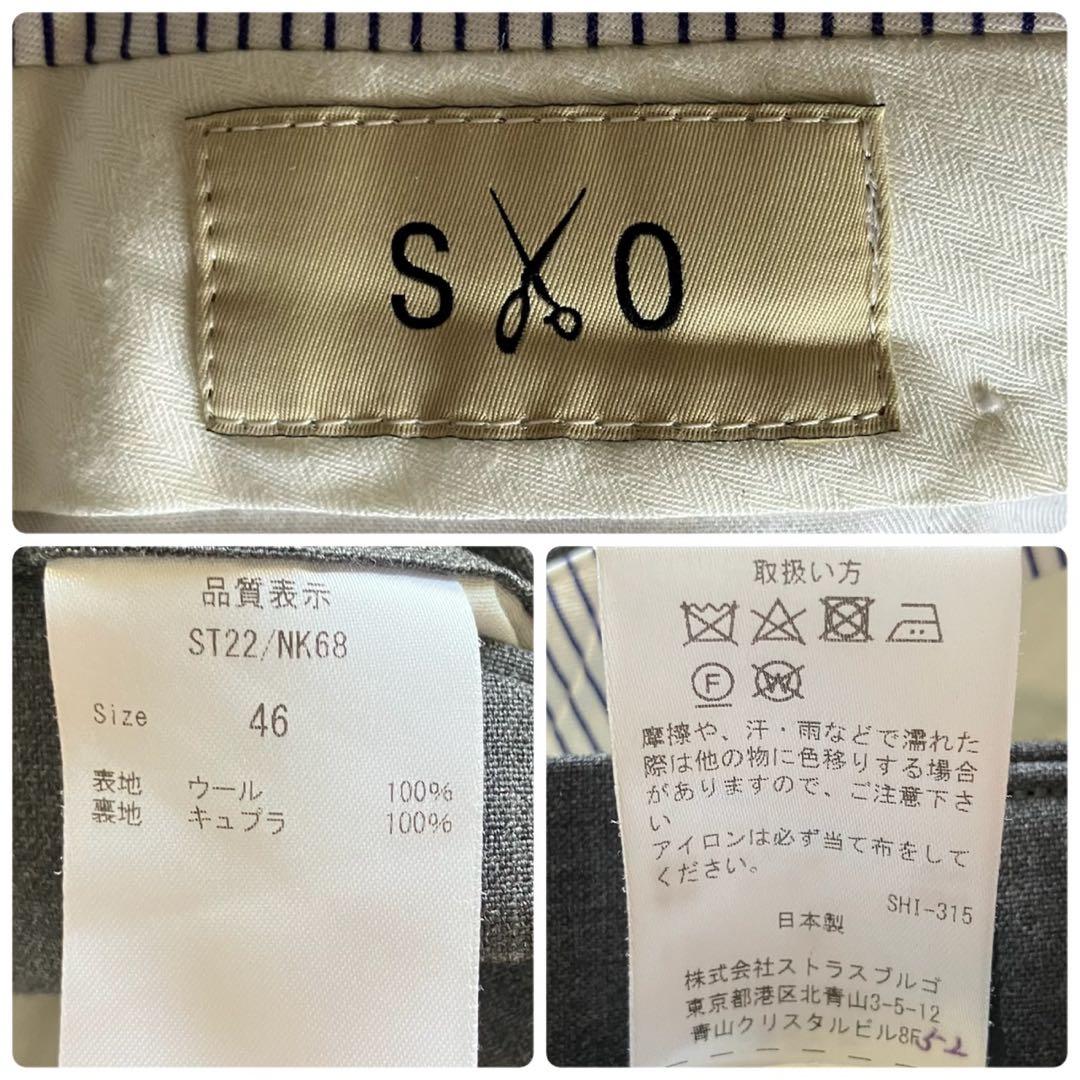 S O
品質表示
ST22/NK68
Size 46
表地 ウール 100%
裏地 キュプラ 100%
取扱い方
F W
摩擦や、汗・雨などで濡れた
際は他の物に色移りする場合
がありますので、ご注意下さ
い
アイロンは必ず当て布をして
ください。
SHI-315
日本製
株式会社ストラスブルゴ
東京都港区北青山3-5-12
青山クリスタルビル8F 5-2